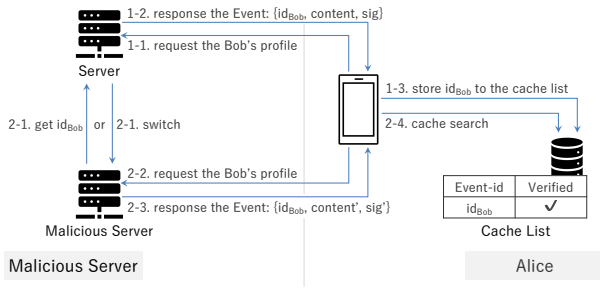 1-2. response the Event: {idBob, content, sig}
1-1. request the Bob's profile
Server
1-3. store idBob to the cache list
2-1. get idBob or 2-1. switch
2-4. cache search
2-2. request the Bob's profile
2-3. response the Event: {idBob, content', sig'}
Event-id Verified
idBob ✓
Malicious Server
Cache List
Malicious Server
Alice